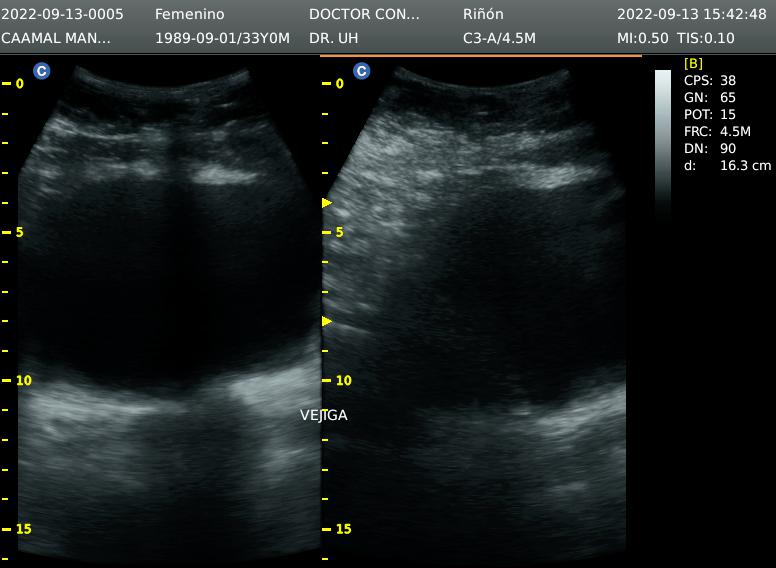 2022-09-13-0005 Femenino DOCTOR CON... Riñón 2022-09-13 15:42:48
CAAMAL MAN... 1989-09-01/33Y0M DR. UH C3-A/4.5M MI:0.50 TIS:0.10
C C
[B]
CPS: 38
GN: 65
POT: 15
FRC: 4.5M
DN: 90
d: 16.3 cm
0 0
5 5
10 10
VEJIGA
15 15